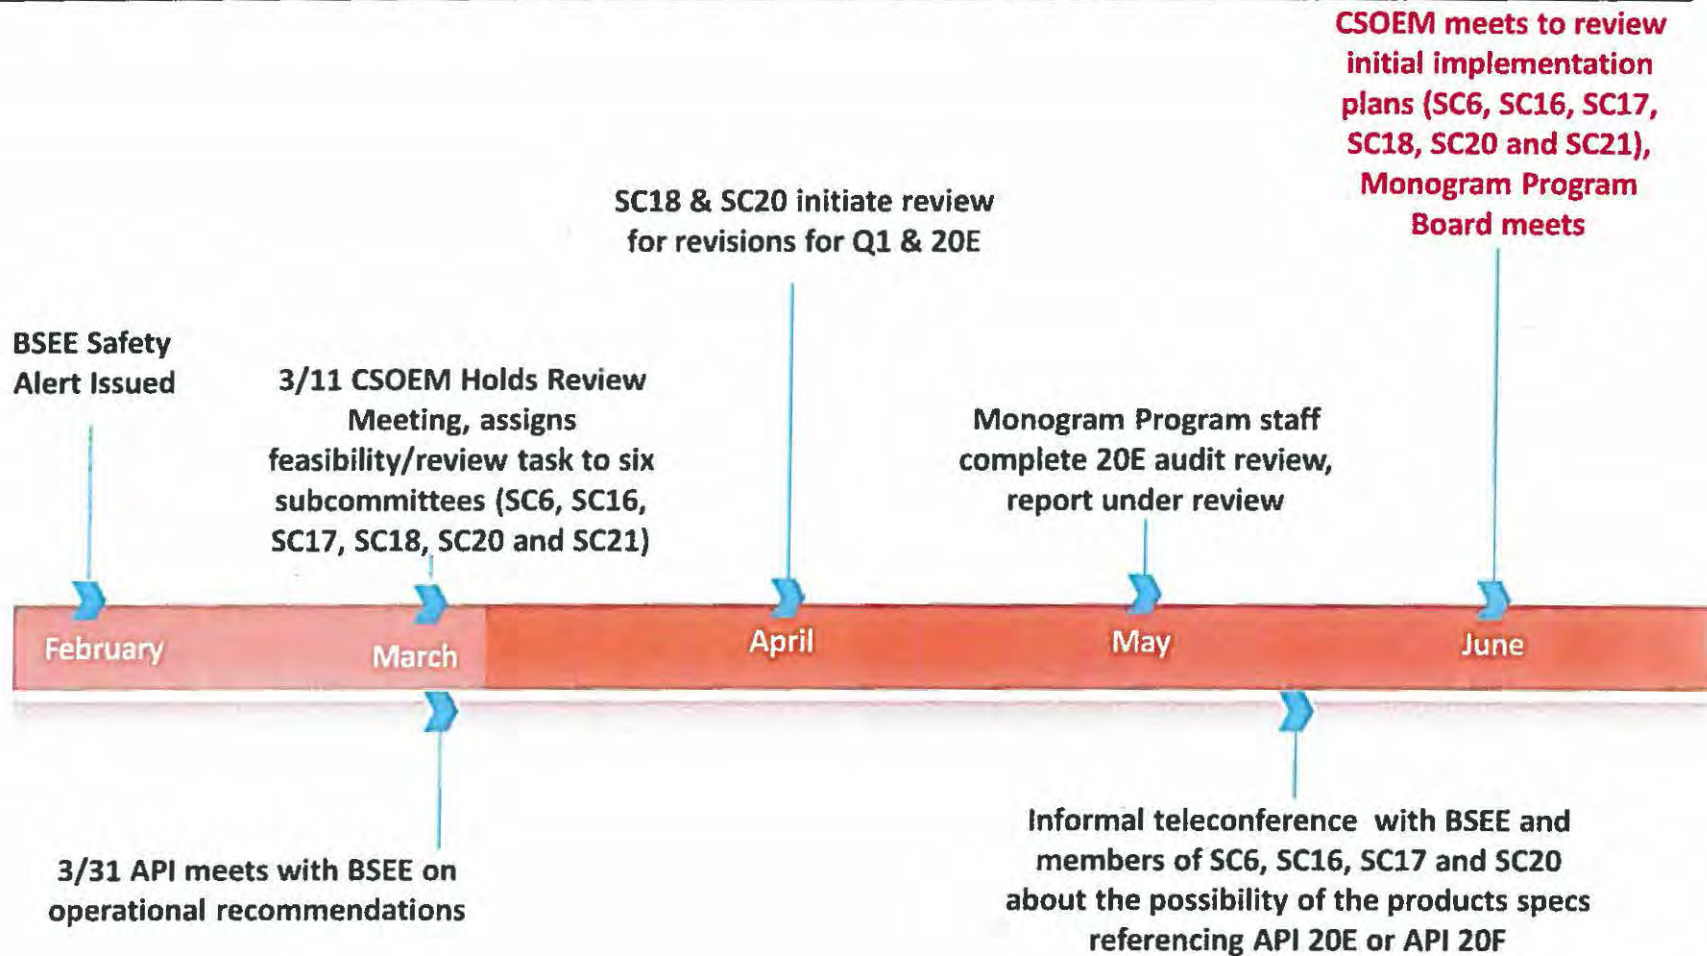 CSOEM meets to review
initial implementation
plans (SC6, SC16, SC17,
SC18, SC20 and SC21),
Monogram Program
Board meets
SC18 & SC20 initiate review
for revisions for Q1 & 20E
BSEE Safety
Alert Issued
3/11 CSOEM Holds Review
Meeting, assigns
feasibility/review task to six
subcommittees (SC6, SC16,
SC17, SC18, SC20 and SC21)
Monogram Program staff
complete 20E audit review,
report under review
February
March
April
May
June
3/31 API meets with BSEE on
operational recommendations
Informal teleconference with BSEE and
members of SC6, SC16, SC17 and SC20
about the possibility of the products specs
referencing API 20E or API 20F